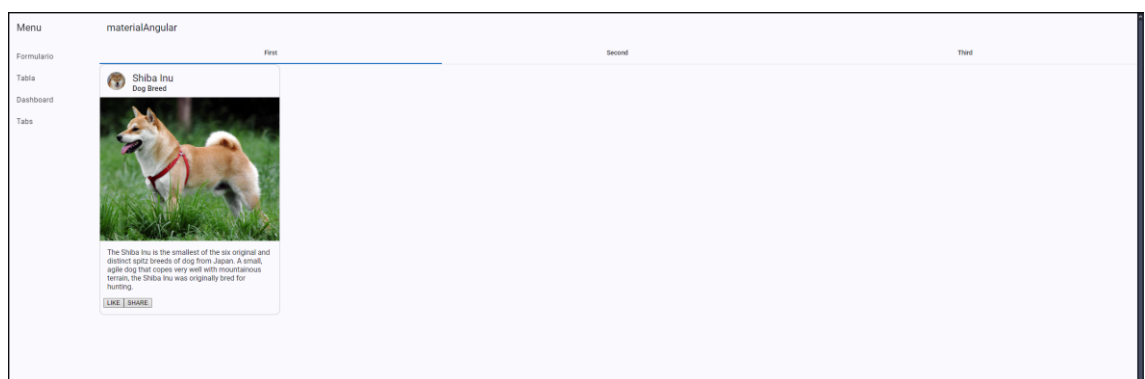 Menu
materialAngular
Formulario
Tabla
Dashboard
Tabs
First
Second
Third
Shiba Inu
Dog Breed
The Shiba Inu is the smallest of the six original and
distinct spitz breeds of dog from Japan. A small,
agile dog that copes very well with mountainous
terrain, the Shiba Inu was originally bred for
hunting.
LIKE SHARE